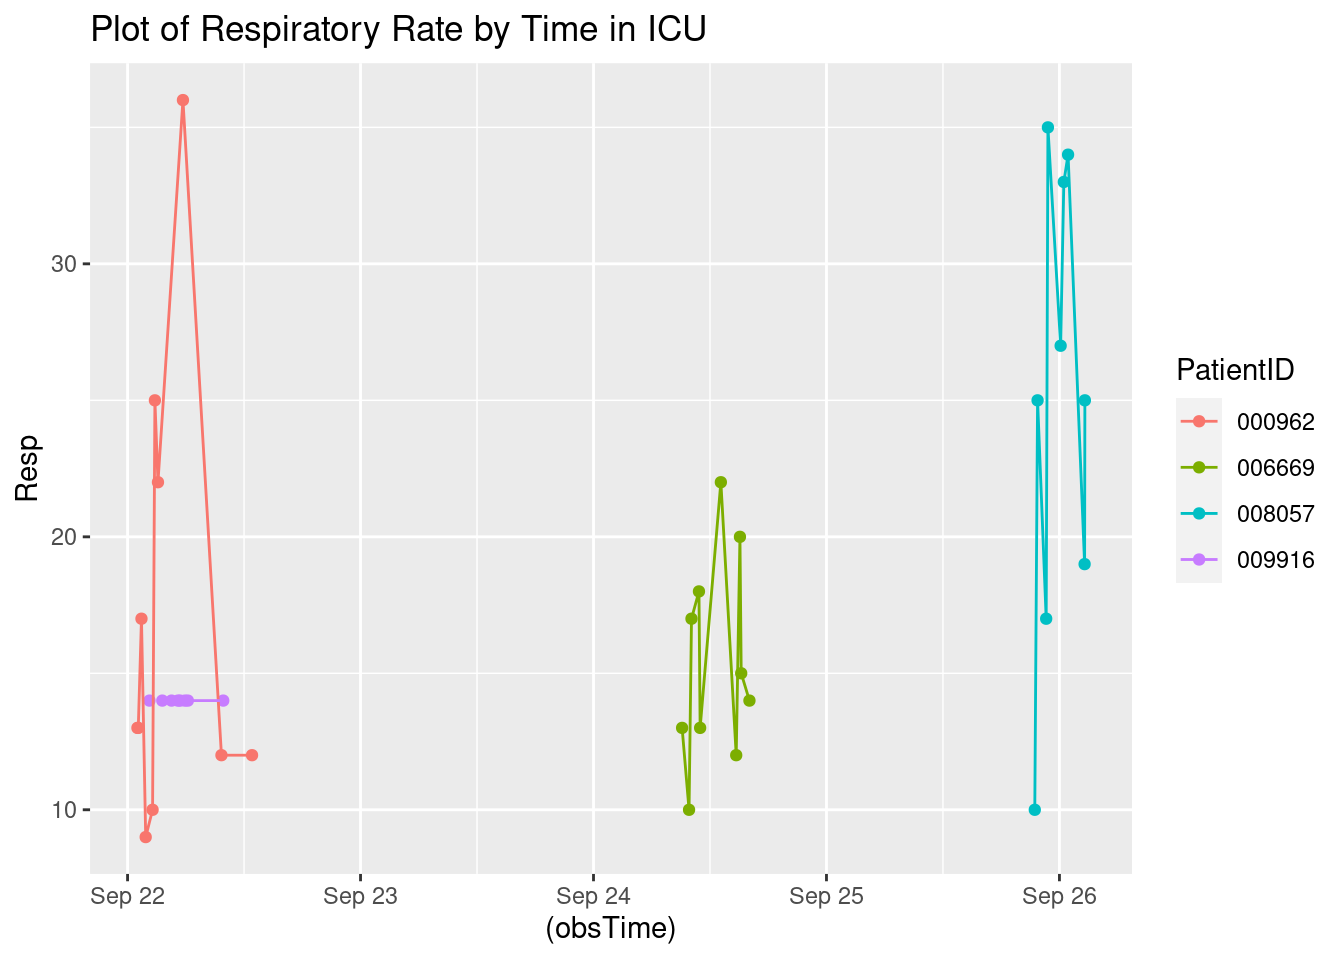 Plot of Respiratory Rate by Time in ICU
Resp
30
20
10
Sep 22
Sep 23
Sep 24
Sep 25
Sep 26
(obsTime)
PatientID
000962
006669
008057
009916